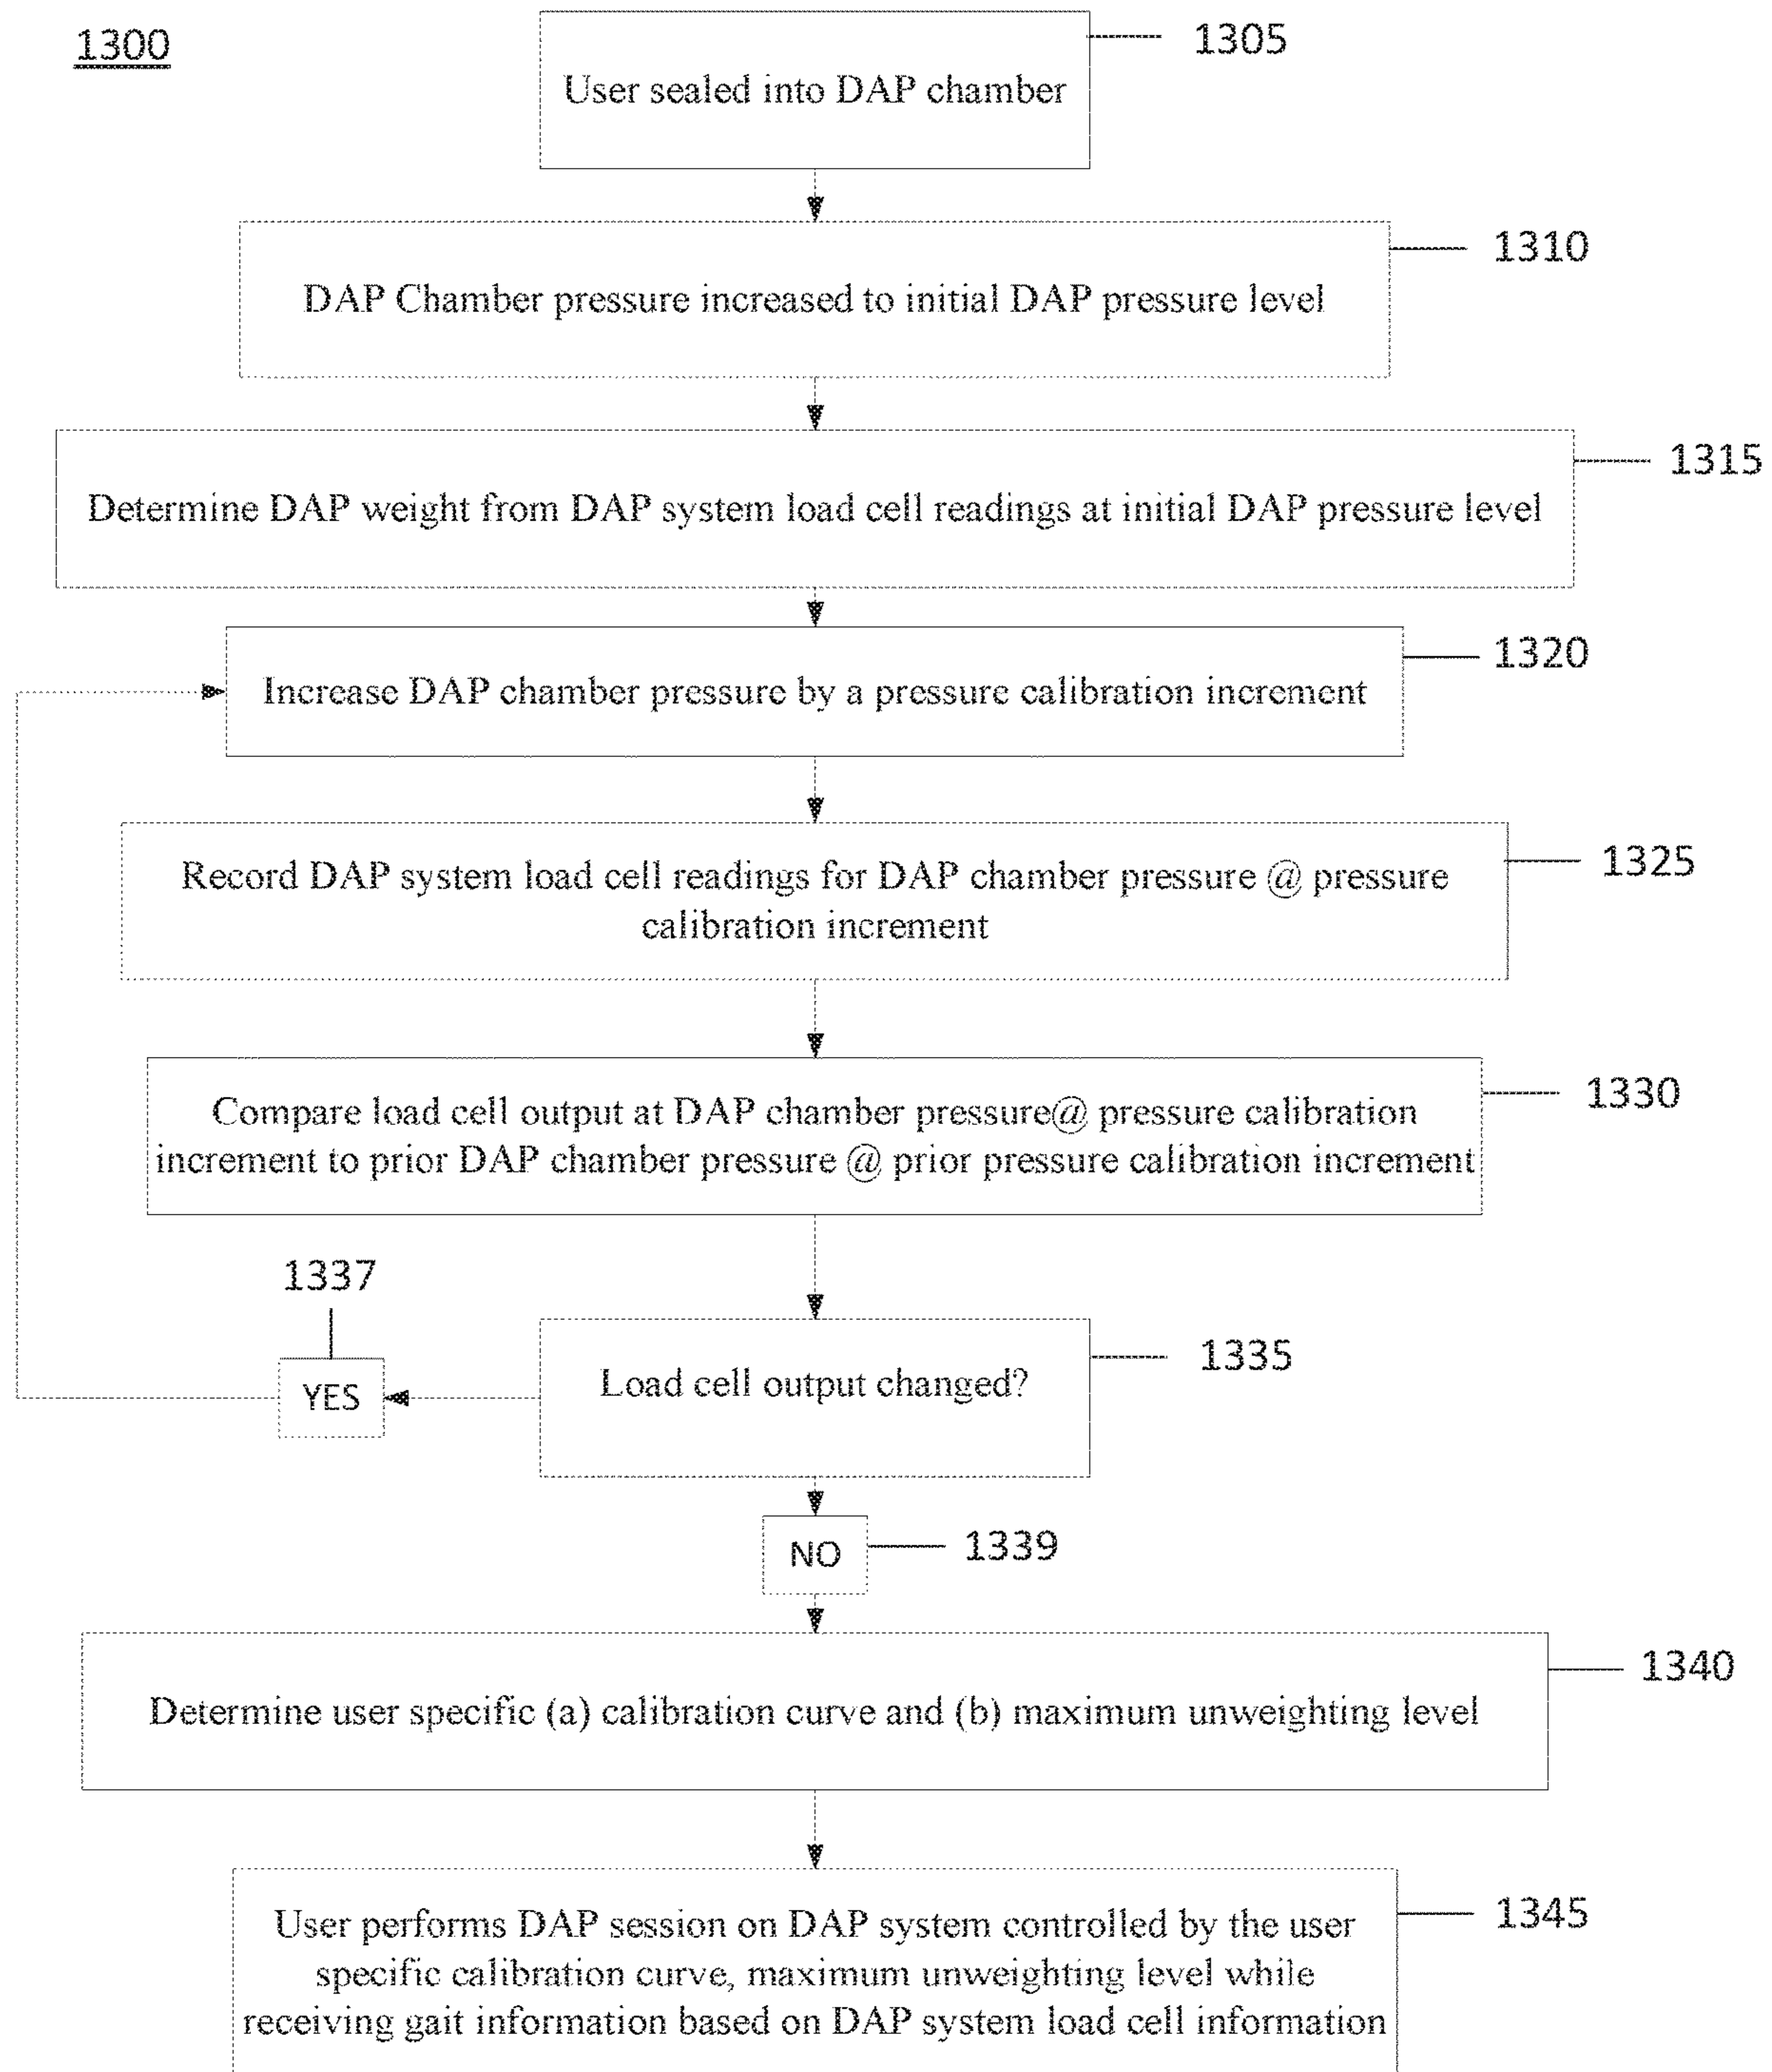 1300
1305
User sealed into DAP chamber
1310
DAP Chamber pressure increased to initial DAP pressure level
1315
Determine DAP weight from DAP system load cell readings at initial DAP pressure level
1320
Increase DAP chamber pressure by a pressure calibration increment
1325
Record DAP system load cell readings for DAP chamber pressure @ pressure
calibration increment
1330
Compare load cell output at DAP chamber pressure@ pressure calibration
increment to prior DAP chamber pressure @ prior pressure calibration increment
1337
1335
Load cell output changed?
YES
NO
1339
1340
Determine user specific (a) calibration curve and (b) maximum unweighting level
1345
User performs DAP session on DAP system controlled by the user
specific calibration curve, maximum unweighting level while
receiving gait information based on DAP system load cell information